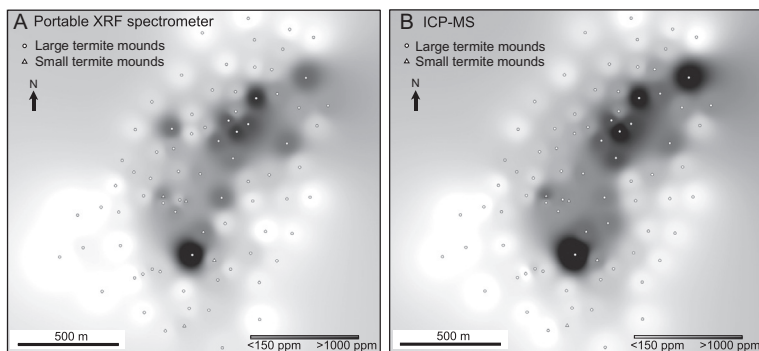 A Portable XRF spectrometer
Large termite mounds
Small termite mounds
N
500 m
<150 ppm >1000 ppm
B ICP-MS
Large termite mounds
Small termite mounds
N
500 m
<150 ppm >1000 ppm